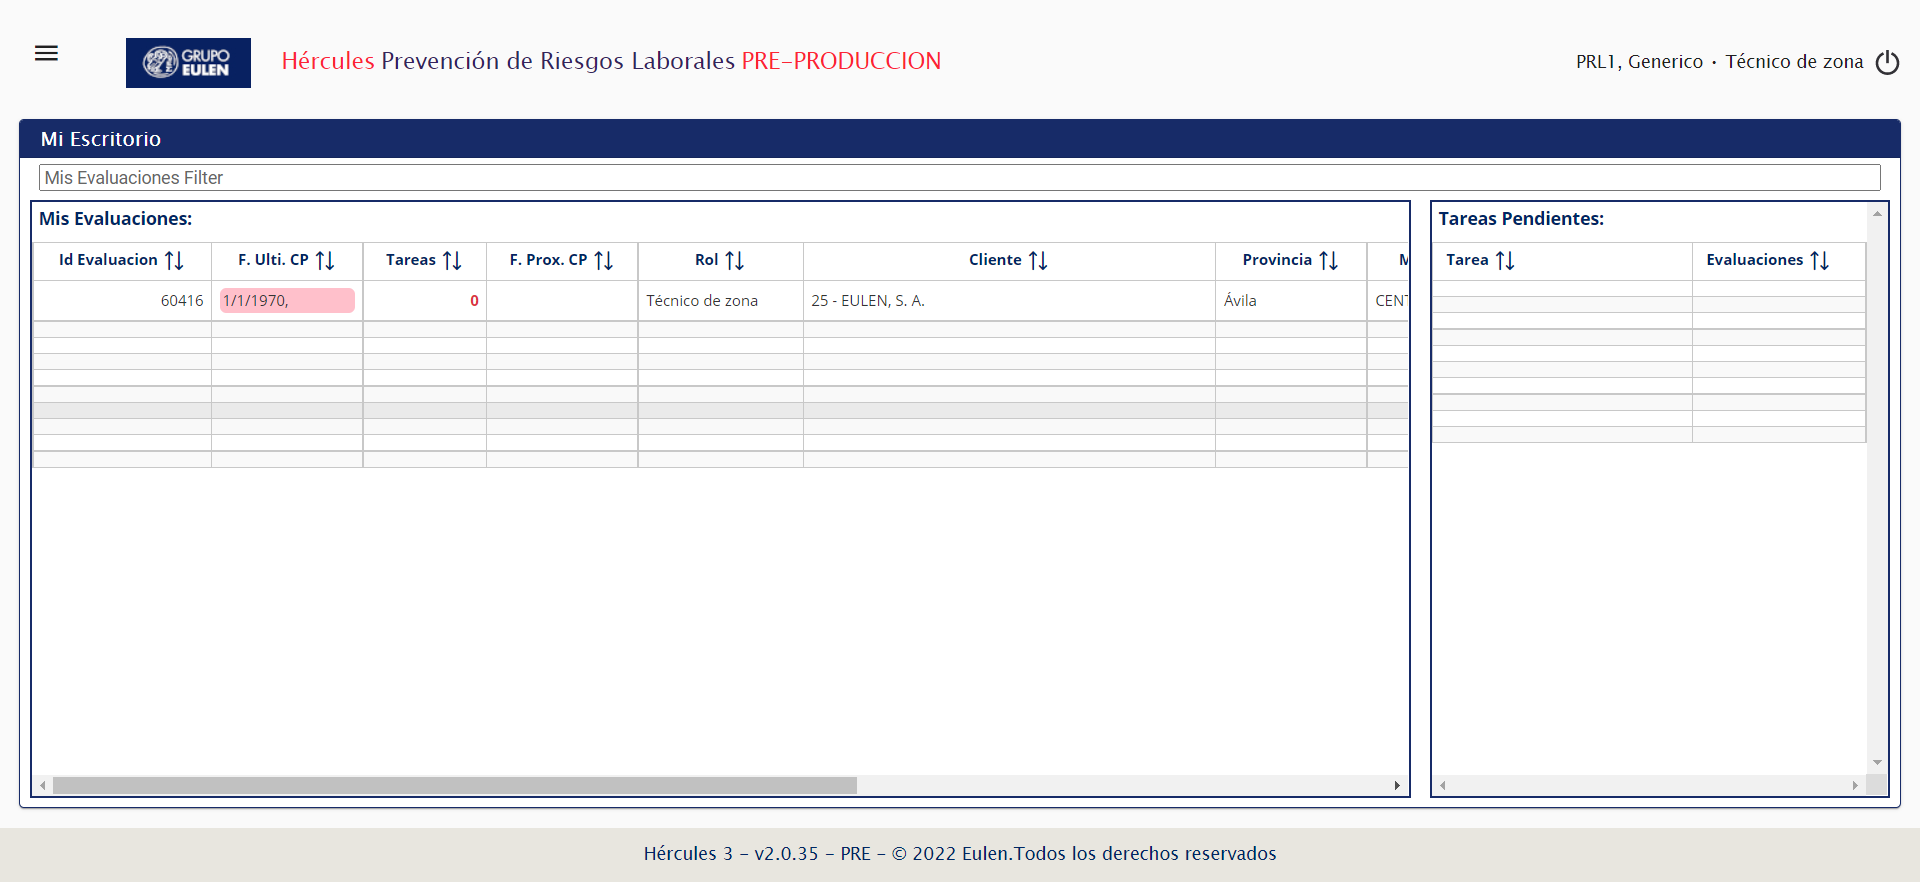 GRUPO
EULEN
Hércules Prevención de Riesgos Laborales PRE-PRODUCCION
PRL1, Generico · Técnico de zona
Mi Escritorio
Mis Evaluaciones Filter
Mis Evaluaciones:
Id Evaluacion F. Ulti. CP Tareas F. Prox. CP Rol Cliente Provincia M
60416 1/1/1970, 0 Técnico de zona 25 - EULEN, S. A. Ávila CENT
Tareas Pendientes:
Tarea Evaluaciones
Hércules 3 - v2.0.35 - PRE - © 2022 Eulen.Todos los derechos reservados